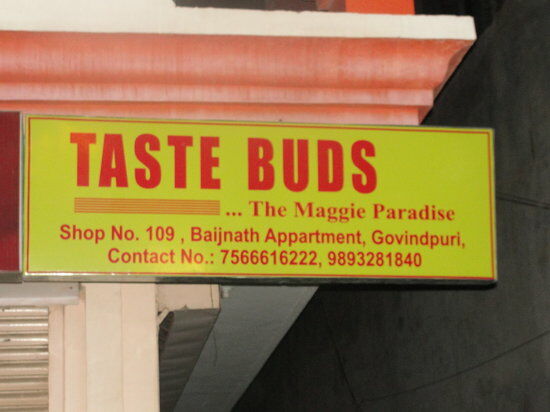 TASTE BUDS
... The Maggie Paradise
Shop No. 109 , Baijnath Appartment, Govindpuri,
Contact No.: 7566616222, 9893281840